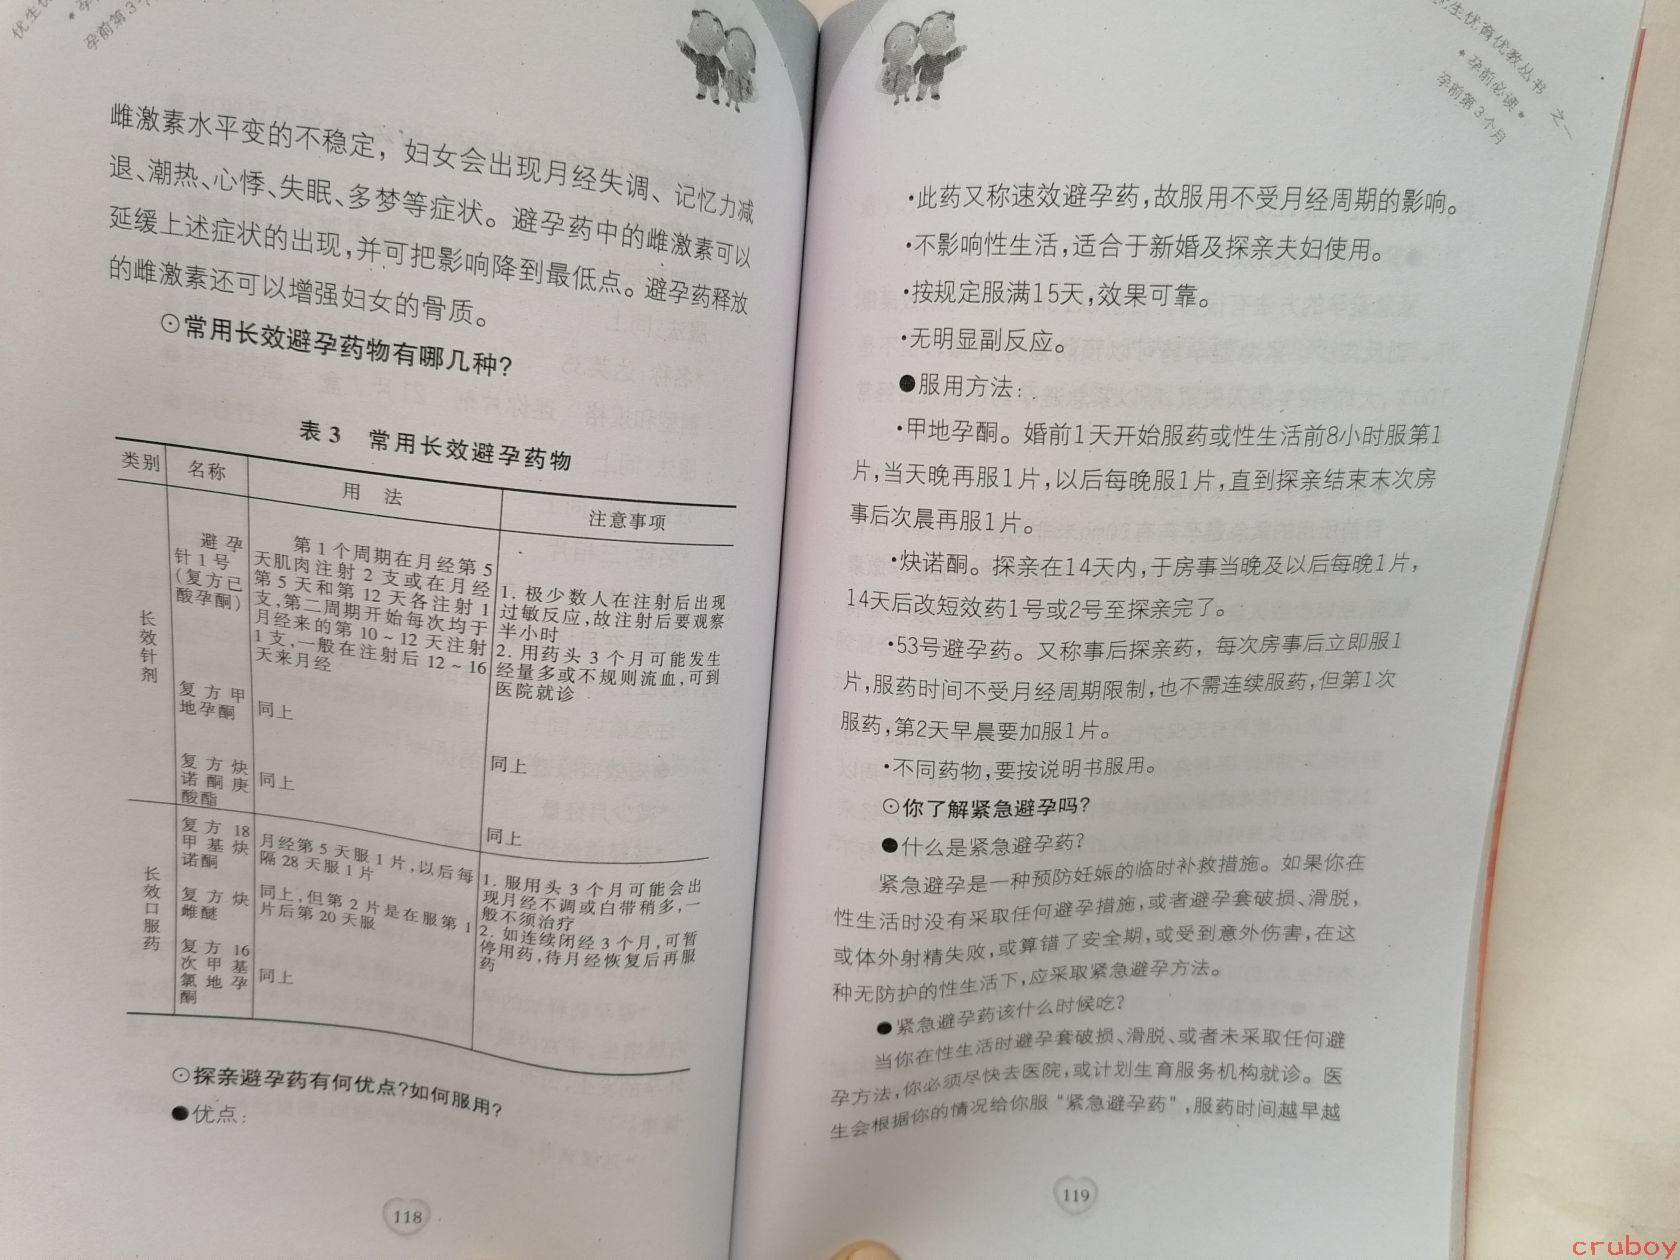 孕前第3个
雌激素水平变的不稳定，妇女会出现月经失调、记忆力减
退、潮热、心悸、失眠、多梦等症状。避孕药中的雌激素可以
延缓上述症状的出现，并可把影响降到最低点。避孕药释放
的雌激素还可以增强妇女的骨质。
⊙常用长效避孕药物有哪几种？
表3 常用长效避孕药物
类别 名称 用法 注意事项
长效针剂
避孕
针1号
（复方已
酸孕酮）
第1个周期在月经第5
天肌肉注射2支或在月经
第5天和第12天各注射1
支，第二周期开始每次均于
月经来的第10~12天注射
1支，一般在注射后12~16
天来月经
1. 极少数人在注射后出现
过敏反应，故注射后要观察
半小时
2. 用药头3个月可能发生
经量多或不规则流血，可到
医院就诊
复方甲
地孕酮
同上
同上
复方炔
诺酮庚
酸酯
同上
同上
长效口服药
复方18
甲基炔
诺酮
月经第5天服1片，以后每
隔28天服1片
1. 服用头3个月可能会出
现月经不调或白带稍多，一
般不须治疗
2. 如连续闭经3个月，可暂
停用药，待月经恢复后再服
药
复方炔
雌醚
同上，但第2片是在服第1
片后第20天服
复方16
次甲基
氯地孕
酮
同上
⊙探亲避孕药有何优点？如何服用？
●优点：
118
优生优育优教丛书 之一
·孕前必读·
孕前第3个月
·此药又称速效避孕药，故服用不受月经周期的影响。
·不影响性生活，适合于新婚及探亲夫妇使用。
·按规定服满15天，效果可靠。
·无明显副反应。
●服用方法：
·甲地孕酮。婚前1天开始服药或性生活前8小时服第1
片，当天晚再服1片，以后每晚服1片，直到探亲结束末次房
事后次晨再服1片。
·炔诺酮。探亲在14天内，于房事当晚及以后每晚1片，
14天后改短效药1号或2号至探亲完了。
·53号避孕药。又称事后探亲药，每次房事后立即服1
片，服药时间不受月经周期限制，也不需连续服药，但第1次
服药，第2天早晨要加服1片。
·不同药物，要按说明书服用。
⊙你了解紧急避孕吗？
●什么是紧急避孕药？
紧急避孕是一种预防妊娠的临时补救措施。如果你在
性生活时没有采取任何避孕措施，或者避孕套破损、滑脱，
或体外射精失败，或算错了安全期，或受到意外伤害，在这
种无防护的性生活下，应采取紧急避孕方法。
●紧急避孕药该什么时候吃？
当你在性生活时避孕套破损、滑脱、或者未采取任何避
孕方法，你必须尽快去医院，或计划生育服务机构就诊。医
生会根据你的情况给你服“紧急避孕药”，服药时间越早越
119
cruboy